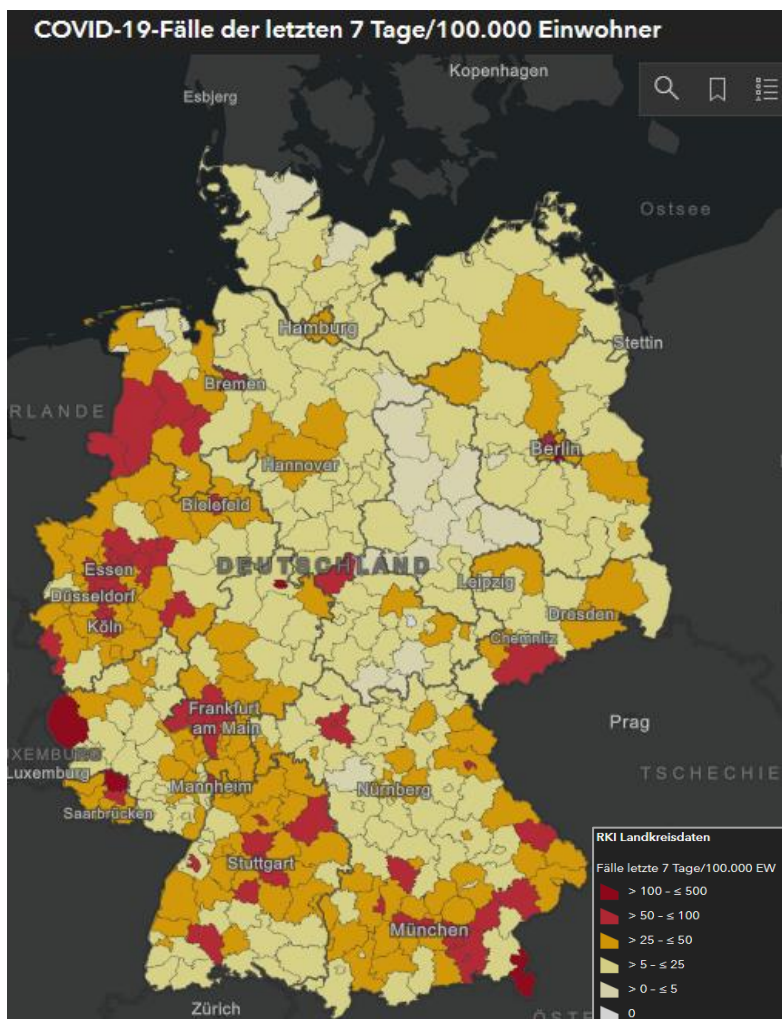 COVID-19-Fälle der letzten 7 Tage/100.000 Einwohner
Kopenhagen
Esbjerg
Ostsee
Hamburg
Stettin
Bremen
RLANDE
Berlin
Hannover
Bielefeld
DEUTSCHLAND
Essen
Leipzig
Düsseldorf
Dresden
Köln
Chemnitz
Frankfurt
am Main
Prag
UXEMBURG
Luxemburg
TSCHECHIE
Mannheim
Nürnberg
Saarbrücken
RKI Landkreisdaten
Stuttgart
Fälle letzte 7 Tage/100.000 EW
> 100 - ≤ 500
> 50 - ≤ 100
München
> 25 - ≤ 50
> 5 - ≤ 25
> 0 - ≤ 5
Zürich
0
ÖST